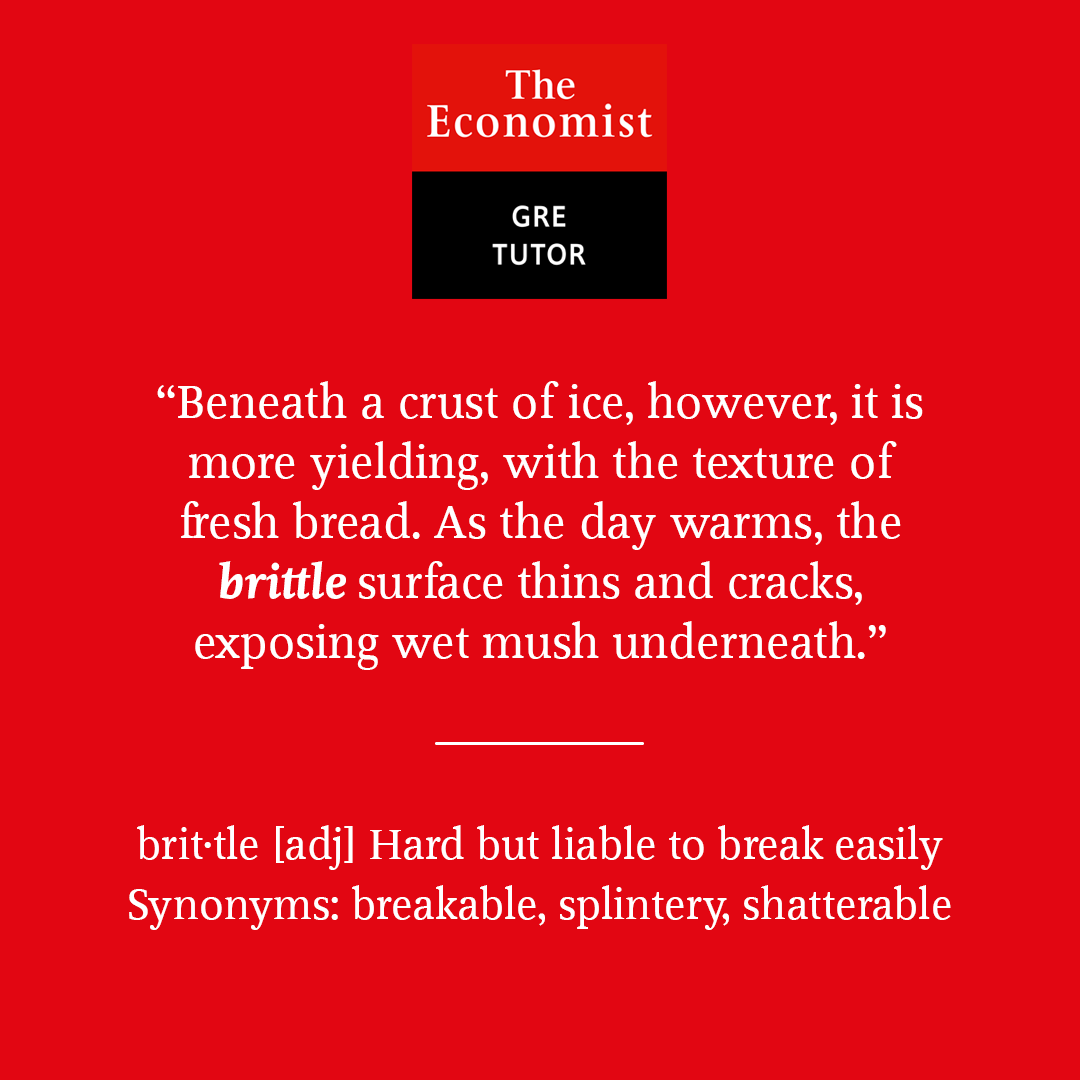 The
Economist
GRE
TUTOR
“Beneath a crust of ice, however, it is
more yielding, with the texture of
fresh bread. As the day warms, the
brittle surface thins and cracks,
exposing wet mush underneath.”
brit·tle [adj] Hard but liable to break easily
Synonyms: breakable, splintery, shatterable